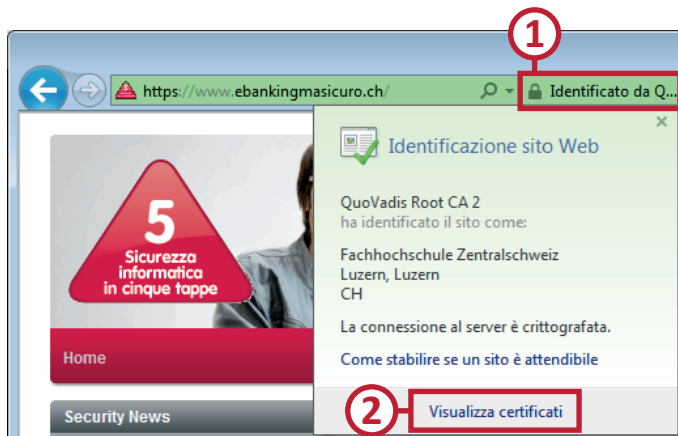 1
https://www.ebankingmasicuro.ch/
Identificato da Q...
Identificazione sito Web
QuoVadis Root CA 2
ha identificato il sito come:
Fachhochschule Zentralschweiz
Luzern, Luzern
CH
La connessione al server è crittografata.
Come stabilire se un sito è attendibile
2
Visualizza certificati
5
Sicurezza
informatica
in cinque tappe
Home
Security News